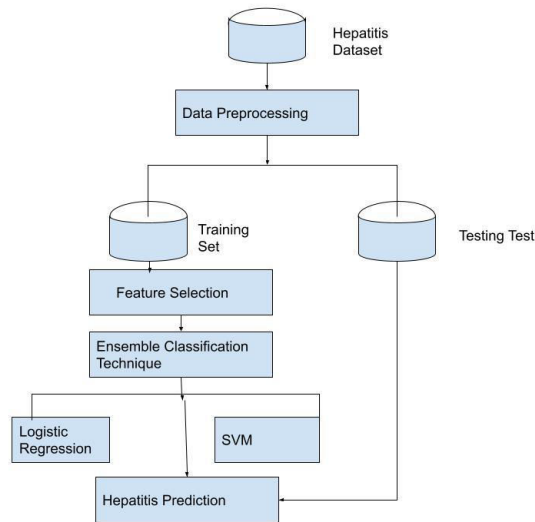 Hepatitis
Dataset
Data Preprocessing
Training
Set
Testing Test
Feature Selection
Ensemble Classification
Technique
Logistic
Regression
SVM
Hepatitis Prediction